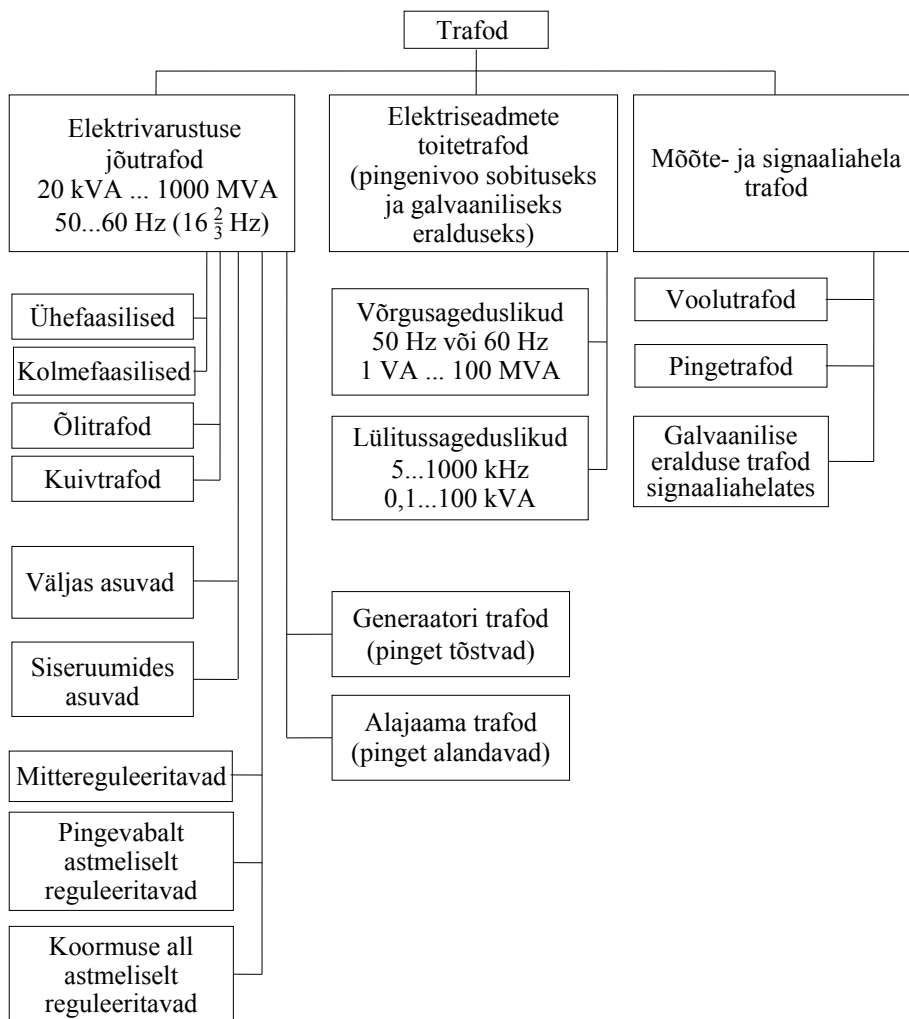 Trafod
Elektrivarustuse
jõutrafod
20 kVA ... 1000 MVA
50...60 Hz (16 2/3 Hz)
Elektriseadmete
toitetrafod
(pingenivoo sobituseks
ja galvaaniliseks
eralduseks)
Mõõte- ja signaaliahela
trafod
Ühefaasilised
Kolmefaasilised
Õlitrafod
Kuivtrafod
Väljas asuvad
Siseruumides
asuvad
Mittereguleeritavad
Pingevabalt
astmeliselt
reguleeritavad
Koormuse all
astmeliselt
reguleeritavad
Generaatori trafod
(pinget tõstvad)
Alajaama trafod
(pinget alandavad)
Võrgusageduslikud
50 Hz või 60 Hz
1 VA ... 100 MVA
Lülitussageduslikud
5...1000 kHz
0,1...100 kVA
Voolutrafod
Pingetrafod
Galvaanilise
eralduse trafod
signaaliahelates